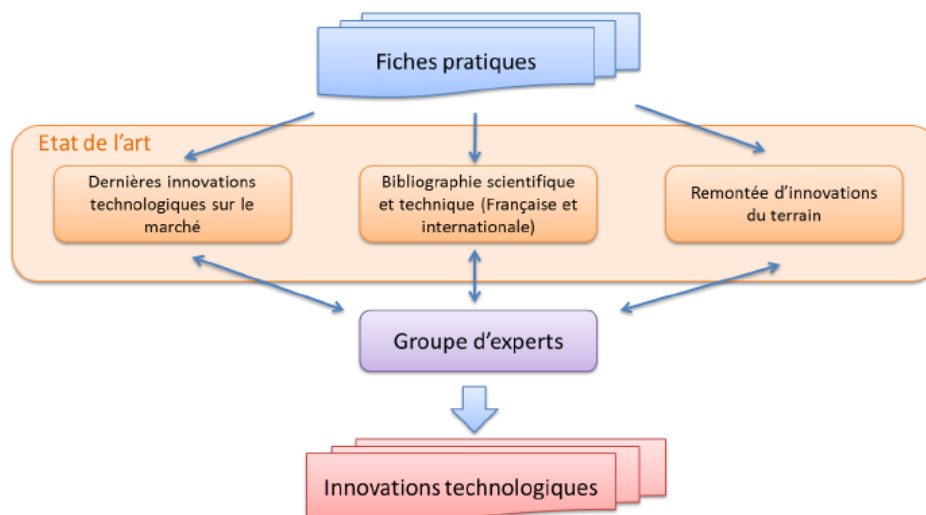 Fiches pratiques
Etat de l'art
Dernières innovations
technologiques sur le
marché
Bibliographie scientifique
et technique (Française et
internationale)
Remontée d'innovations
du terrain
Groupe d'experts
Innovations technologiques